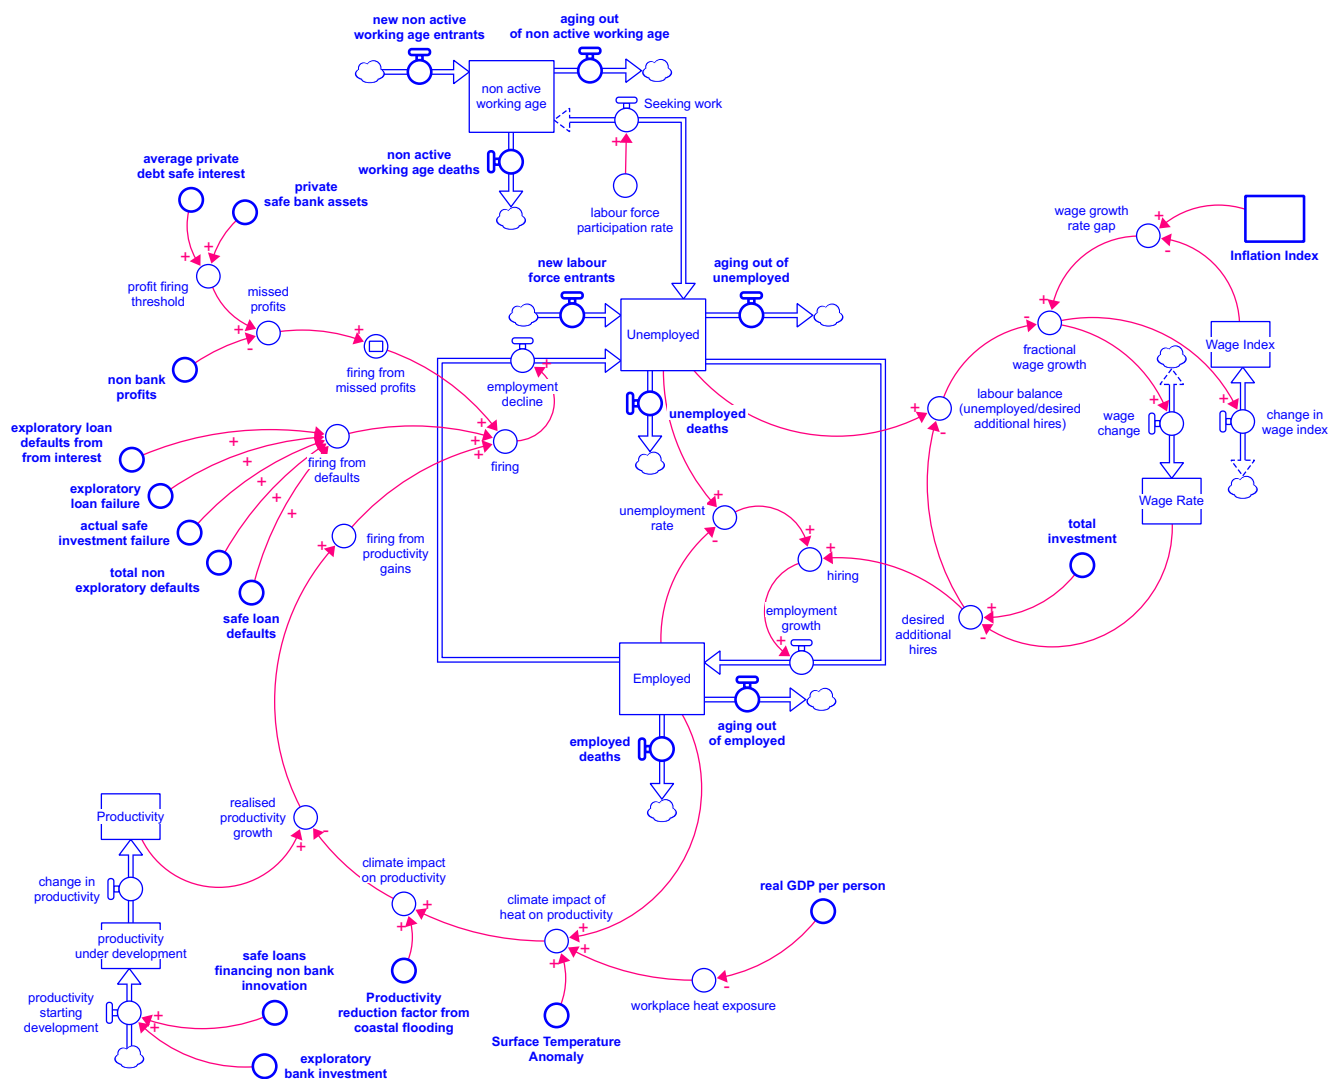 new non active
working age entrants
aging out
of non active working age
non active
working age
Seeking work
non active
working age deaths
labour force
participation rate
average private
debt safe interest
private
safe bank assets
profit firing
threshold
missed
profits
non bank
profits
firing from
missed profits
new labour
force entrants
aging out of
unemployed
Unemployed
employment
decline
unemployed
deaths
wage growth
rate gap
Inflation Index
fractional
wage growth
Wage Index
labour balance
(unemployed/desired
additional hires)
wage
change
change in
wage index
Wage Rate
exploratory loan
defaults from
from interest
exploratory
loan failure
actual safe
investment failure
total non
exploratory defaults
safe loan
defaults
firing from
defaults
firing
firing from
productivity
gains
unemployment
rate
hiring
employment
growth
total
investment
desired
additional
hires
Employed
aging out
of employed
employed
deaths
realised
productivity
growth
Productivity
change in
productivity
productivity
under development
productivity
starting
development
safe loans
financing non bank
innovation
exploratory
bank investment
climate impact
on productivity
Productivity
reduction factor from
coastal flooding
climate impact of
heat on productivity
real GDP per person
workplace heat exposure
Surface Temperature
Anomaly